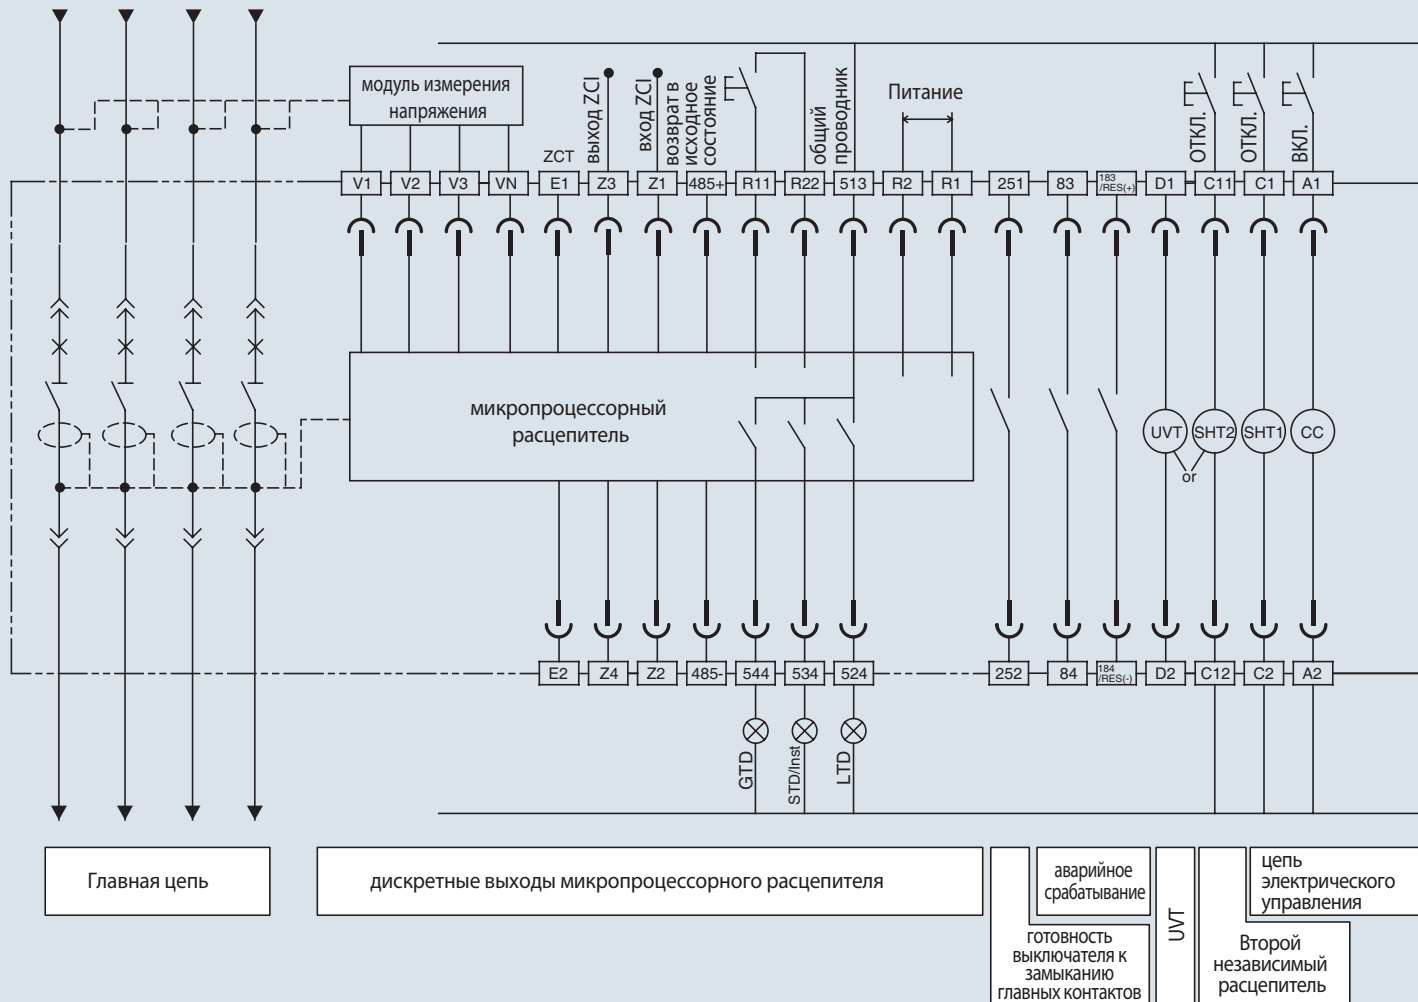 модуль измерения
напряжения
ZCT
выход ZCI
вход ZCI
возврат в
исходное
состояние
общий
проводник
Питание
ОТКЛ.
ОТКЛ.
ВКЛ.
V1 V2 V3 VN E1 Z3 Z1 485+ R11 R22 513 R2 R1 251 83 183 /RES(+) D1 C11 C1 A1
микропроцессорный
расцепитель
UVT SHT2 SHT1 CC
or
E2 Z4 Z2 485- 544 534 524 252 84 184 /RES(-) D2 C12 C2 A2
GTD
STD/Inst
LTD
Главная цепь
дискретные выходы микропроцессорного расцепителя
аварийное
срабатывание
готовность
выключателя к
замыканию
главных контактов
UVT
цепь
электрического
управления
Второй
независимый
расцепитель